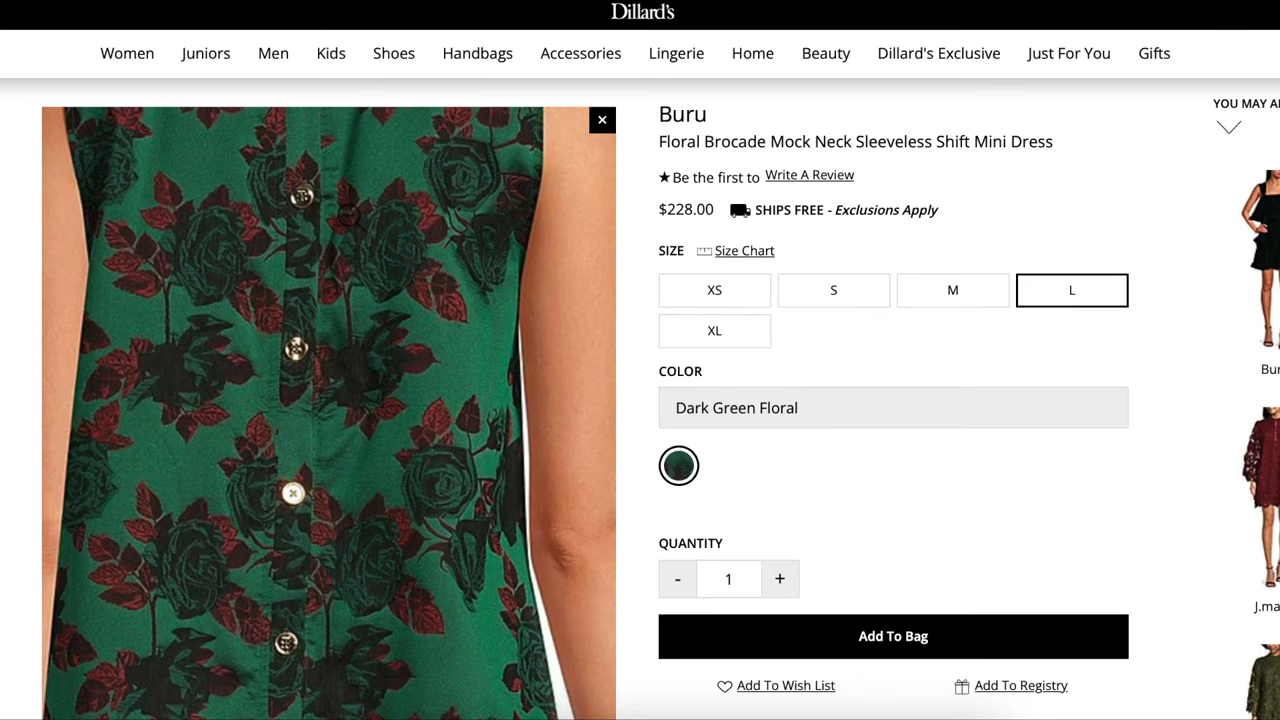 Dillard's
Women Juniors Men Kids Shoes Handbags Accessories Lingerie Home Beauty Dillard's Exclusive Just For You Gifts
Buru
Floral Brocade Mock Neck Sleeveless Shift Mini Dress
Be the first to Write A Review
$228.00 SHIPS FREE - Exclusions Apply
SIZE Size Chart
XS S M L
XL
COLOR
Dark Green Floral
QUANTITY
- 1 +
Add To Bag
Add To Wish List Add To Registry
YOU MAY